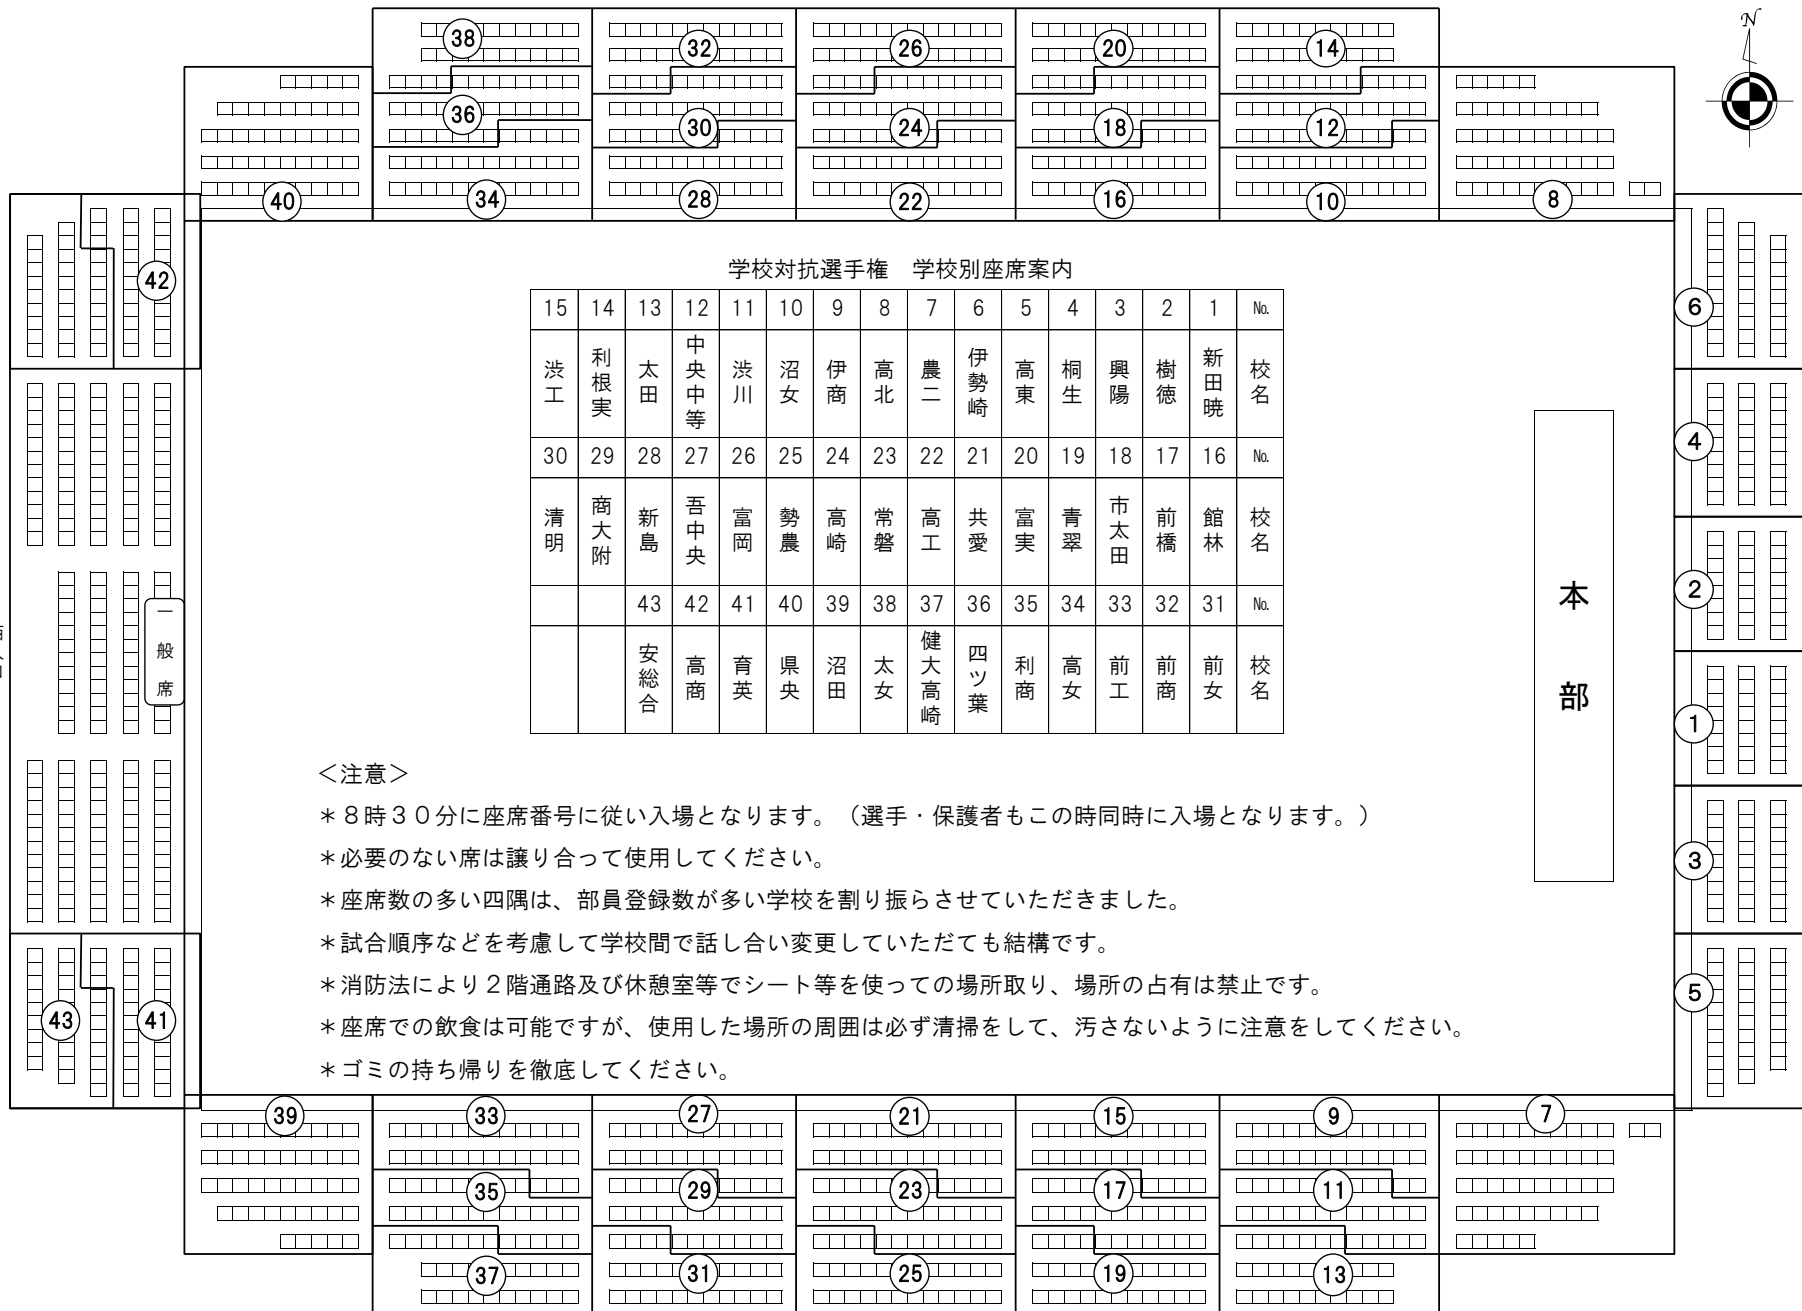 N
38
32
26
20
14
36
30
24
18
12
40
34
28
22
16
10
8
42
6
4
2
1
3
5
学校対抗選手権　学校別座席案内
15 14 13 12 11 10 9 8 7 6 5 4 3 2 1 №
渋工 利根実 太田 中央中等 渋川 沼女 伊商 高北 農二 伊勢崎 高東 桐生 興陽 樹徳 新田暁 校名
30 29 28 27 26 25 24 23 22 21 20 19 18 17 16 №
清明 商大附 新島 吾中央 富岡 勢農 高崎 常磐 高工 共愛 富実 青翠 市太田 前橋 館林 校名
43 42 41 40 39 38 37 36 35 34 33 32 31 №
安総合 高商 育英 県央 沼田 太女 健大高崎 四ツ葉 利商 高女 前工 前商 前女 校名
本部
一般席
＜注意＞
＊８時３０分に座席番号に従い入場となります。（選手・保護者もこの時同時に入場となります。）
＊必要のない席は譲り合って使用してください。
＊座席数の多い四隅は、部員登録数が多い学校を割り振らさせていただきました。
＊試合順序などを考慮して学校間で話し合い変更していただても結構です。
＊消防法により２階通路及び休憩室等でシート等を使っての場所取り、場所の占有は禁止です。
＊座席での飲食は可能ですが、使用した場所の周囲は必ず清掃をして、汚さないように注意をしてください。
＊ゴミの持ち帰りを徹底してください。
43
41
39
33
27
21
15
9
7
35
29
23
17
11
37
31
25
19
13